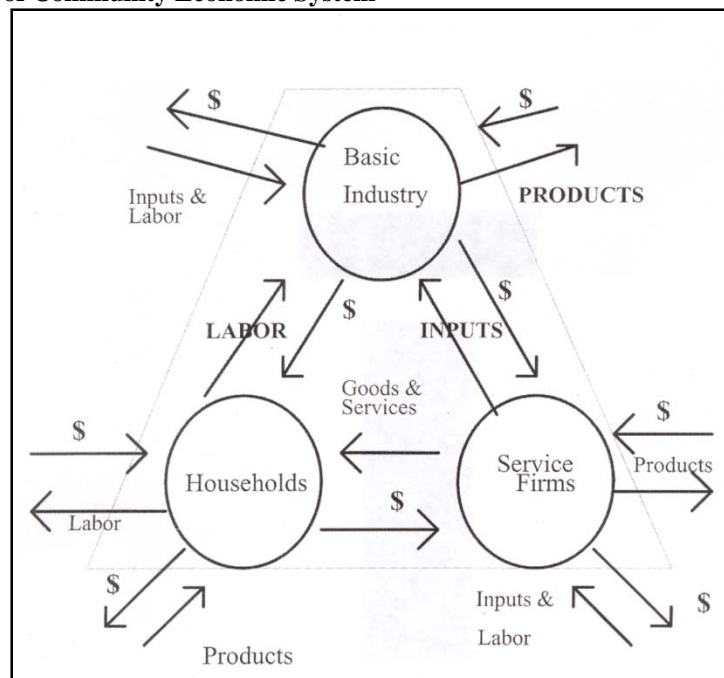 of Community Economic System
$
$
Basic
Industry
Inputs &
Labor
PRODUCTS
$
$
LABOR
INPUTS
Goods &
Services
$
$
Households
Service
Firms
Products
Labor
$
$
Inputs &
Labor
$
Products